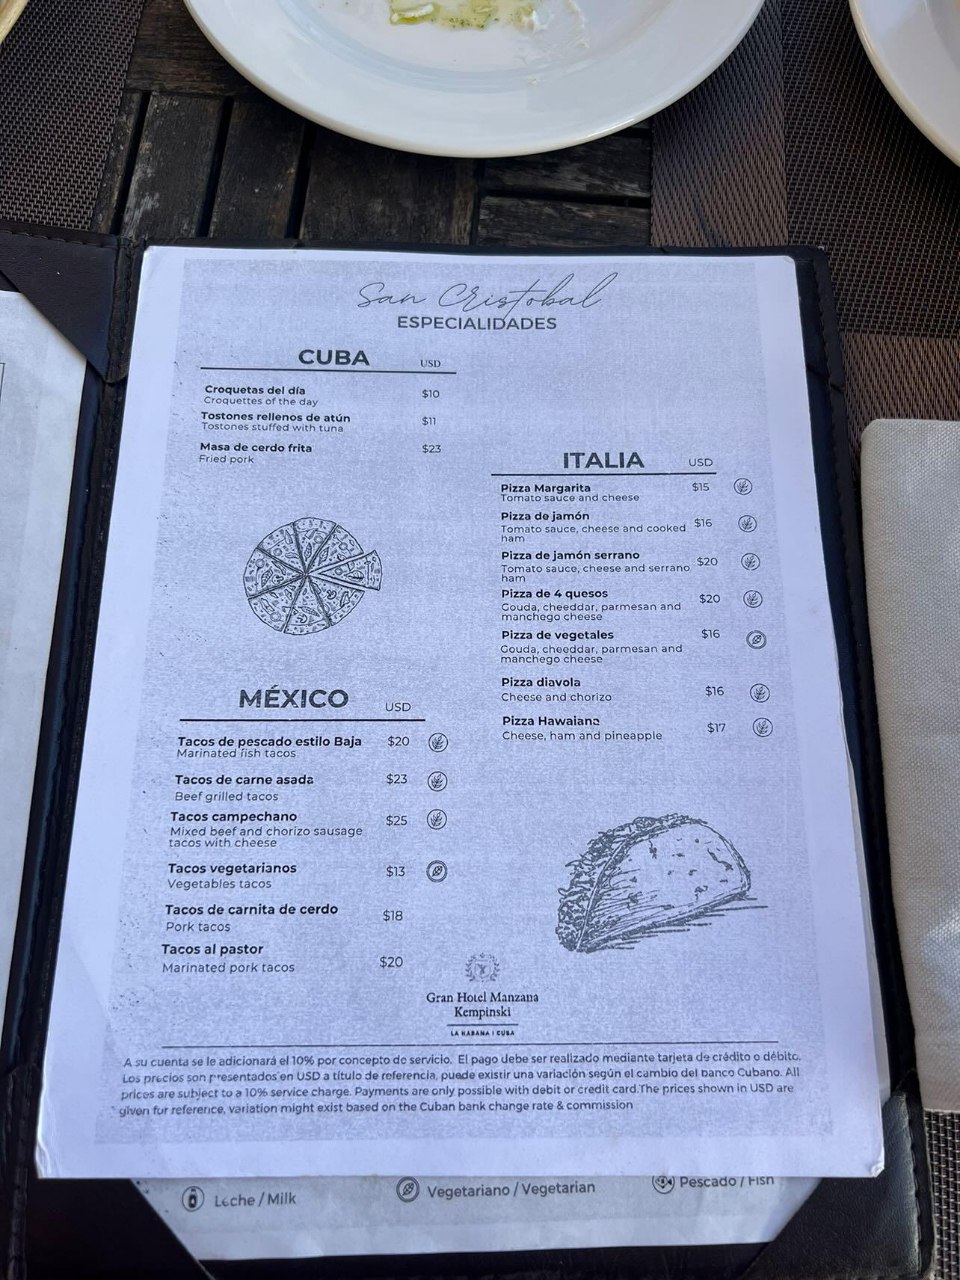 San Cristobal
ESPECIALIDADES
CUBA USD
Croquetas del día $10
Croquettes of the day
Tostones rellenos de atún $11
Tostones stuffed with tuna
Masa de cerdo frita $23
Fried pork
ITALIA USD
Pizza Margarita $15
Tomato sauce and cheese
Pizza de jamón $16
Tomato sauce, cheese and cooked
ham
Pizza de jamón serrano $20
Tomato sauce, cheese and serrano
ham
Pizza de 4 quesos $20
Gouda, cheeddar, parmesan and
manchego cheese
Pizza de vegetales $16
Gouda, cheeddar, parmesan and
manchego cheese
Pizza diavola $16
Cheese and chorizo
Pizza Hawaiana $17
Cheese, ham and pineapple
MÉXICO USD
Tacos de pescado estilo Baja $20
Marinated fish tacos
Tacos de carne asada $23
Beef grilled tacos
Tacos campechano $25
Mixed beef and chorizo sausage
tacos with cheese
Tacos vegetarianos $13
Vegetables tacos
Tacos de carnita de cerdo $18
Pork tacos
Tacos al pastor $20
Marinated pork tacos
Gran Hotel Manzana
Kempinski
LA HABANA | CUBA
A su cuenta se le adicionará el 10% por concepto de servicio. El pago debe ser realizado mediante tarjeta de crédito o débito.
Los precios son presentados en USD a título de referencia, puede existir una variación según el cambio del banco Cubano. All
prices are subject to a 10% service charge. Payments are only possible with debit or credit card.The prices shown in USD are
given for reference, variation might exist based on the Cuban bank change rate & commission
Leche / Milk Vegetariano / Vegetarian Pescado / Fish